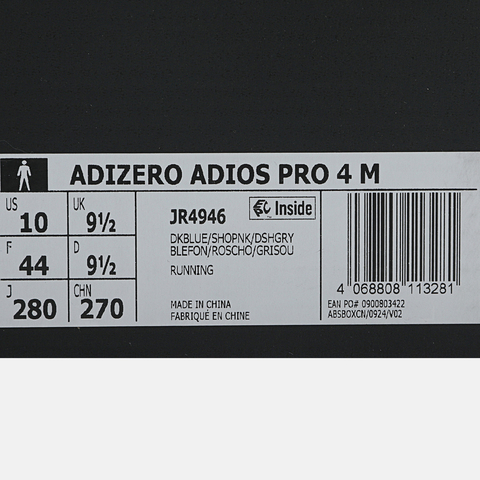 ADIZERO ADIOS PRO 4 M
US
10
UK
9½
F
44
D
9½
J
280
CHN
270
JR4946
Inside
DKBLUE/SHOPNK/DSHGRY
BLEFON/ROSCHO/GRISOU
RUNNING
MADE IN CHINA
FABRIQUÉ EN CHINE
4 068808 113281
EAN PO# 0900803422
ABSBOXCN/0924/V02